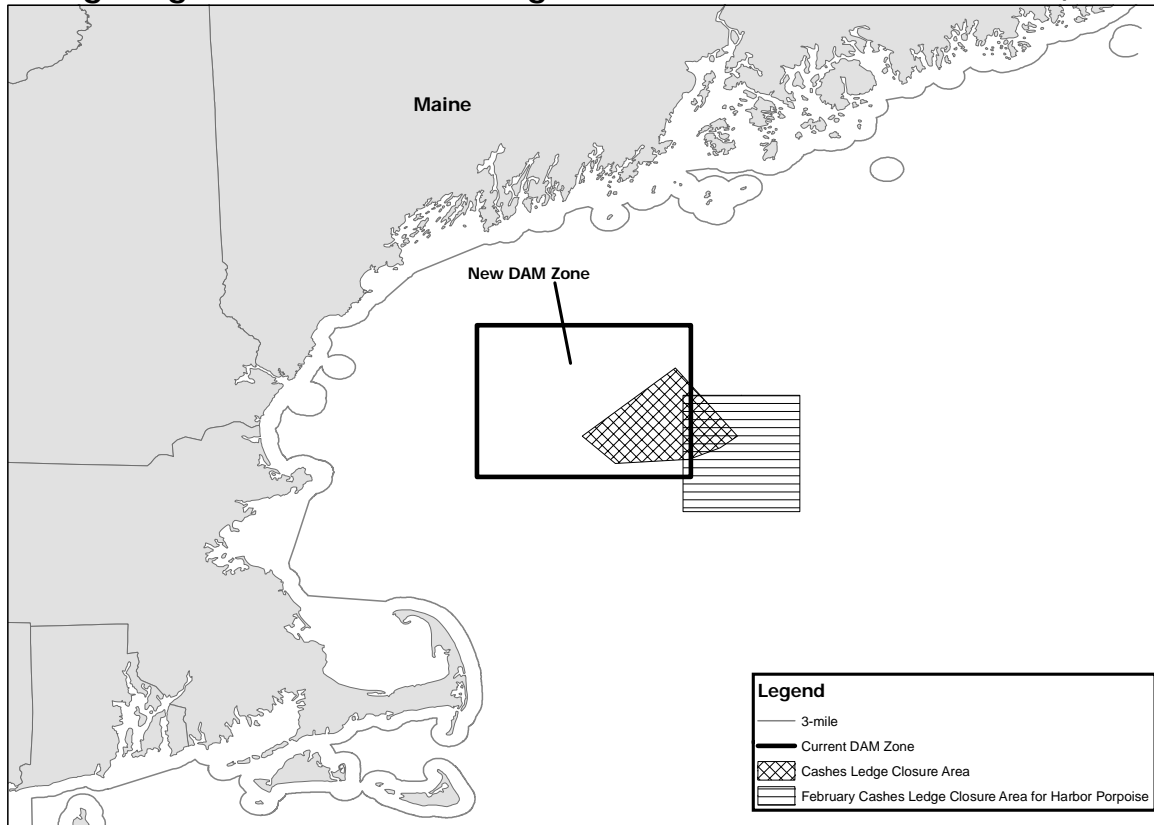 Maine
New DAM Zone
Legend
3-mile
Current DAM Zone
Cashes Ledge Closure Area
February Cashes Ledge Closure Area for Harbor Porpoise